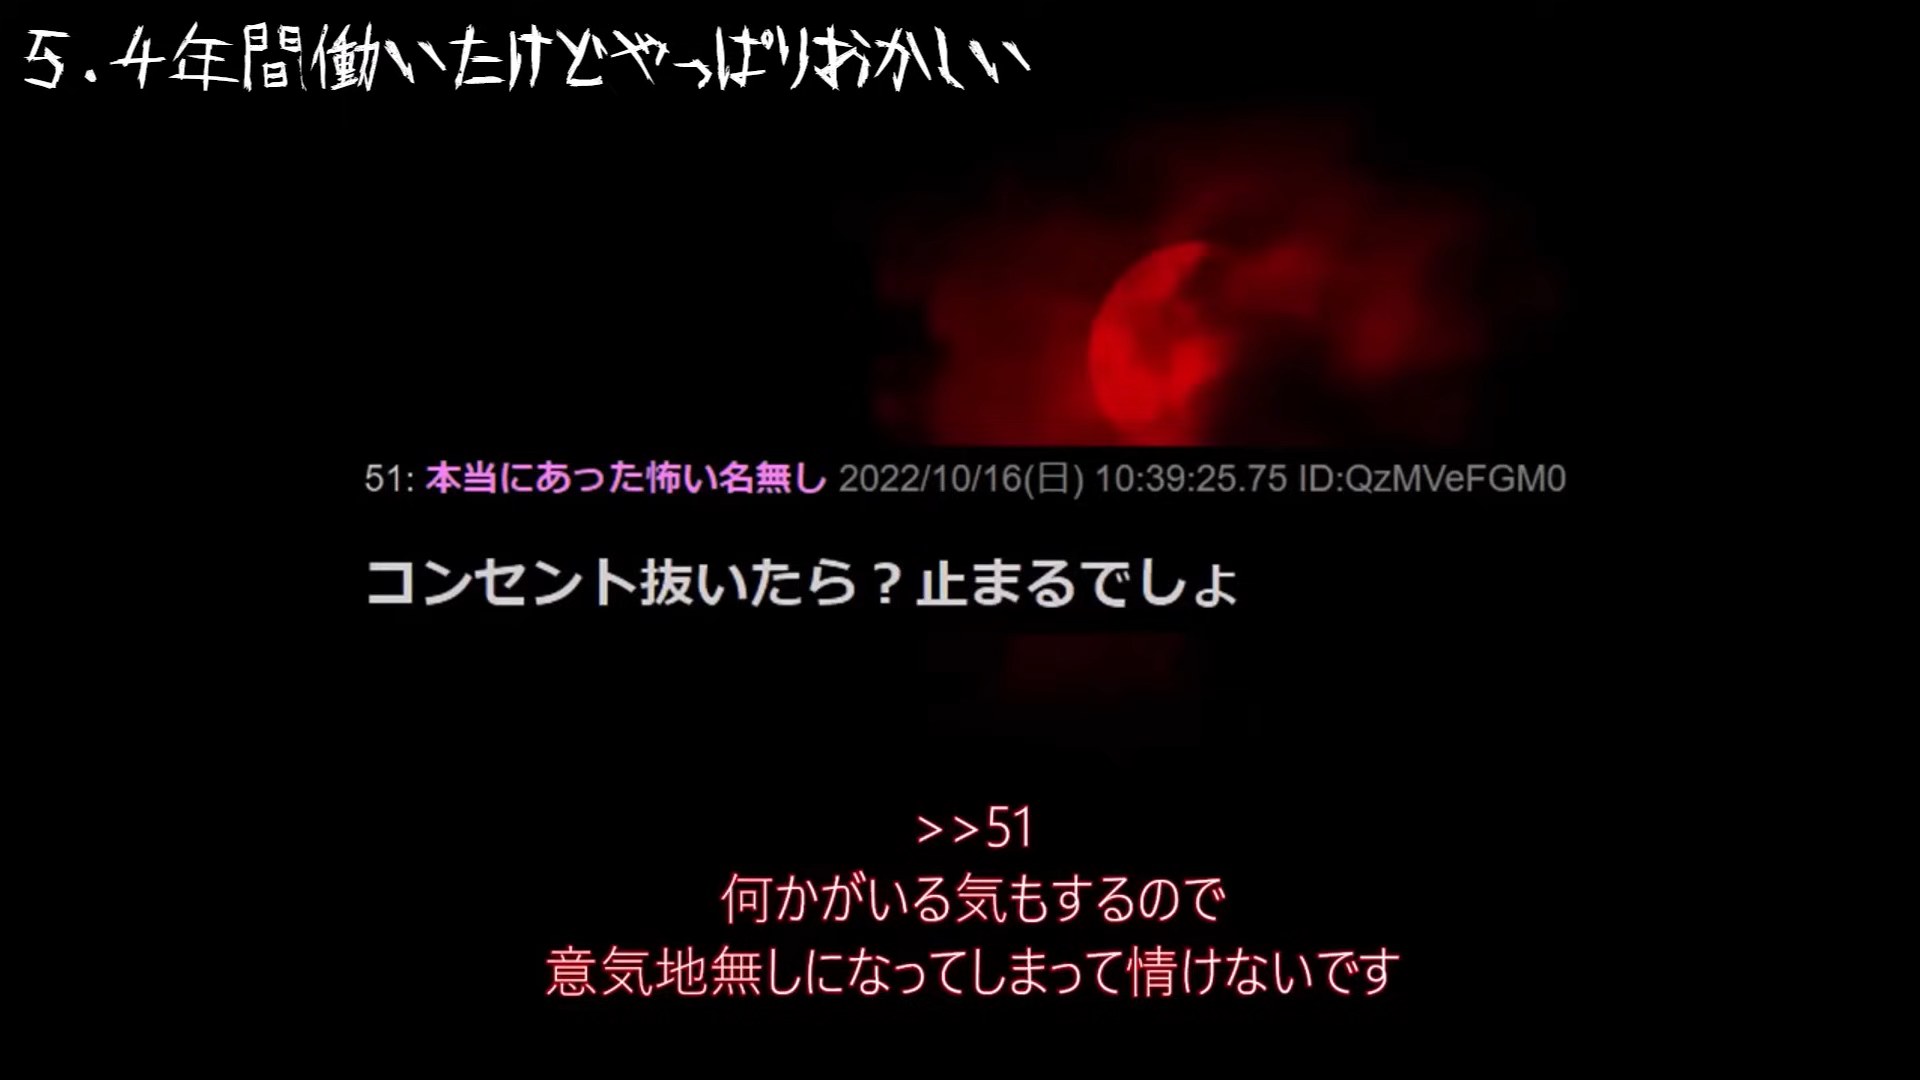 5.4年間働いたけどやっぱりおかしい
51: 本当にあった怖い名無し 2022/10/16(日) 10:39:25.75 ID:QzMVeFGM0
コンセント抜いたら？止まるでしょ
>>51
何かがいる気もするので
意気地無しになってしまって情けないです